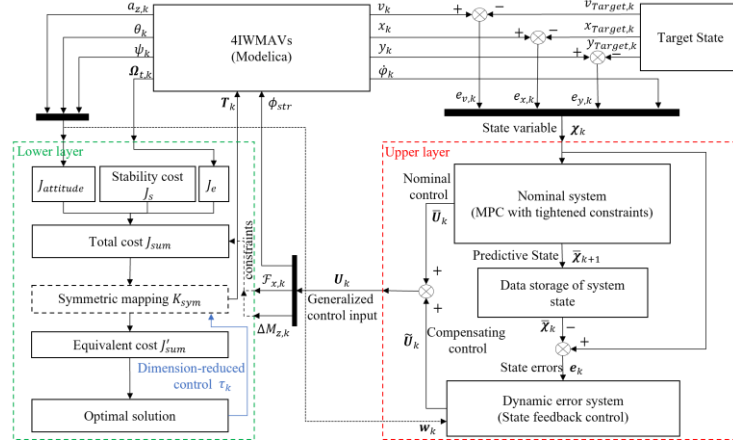 a_{z,k}
θ_k
ψ_k
Ω_{t,k}
4IWMAVs
(Modelica)
T_k
ϕ_{str}
v_k
x_k
y_k
φ̇_k
+
−
+
−
+
−
v_{Target,k}
x_{Target,k}
y_{Target,k}
Target State
e_{v,k}
e_{x,k}
e_{y,k}
State variable
χ_k
Lower layer
J_{attitude}
Stability cost
J_s
J_e
Total cost J_{sum}
Symmetric mapping K_{sym}
Equivalent cost J'_{sum}
Dimension-reduced
control τ_k
Optimal solution
constraints
F_{x,k}
ΔM_{z,k}
U_k
Generalized
control input
Upper layer
Nominal
control
Ū_k
Nominal system
(MPC with tightened constraints)
Predictive State
χ̄_{k+1}
Data storage of system
state
χ̄_k
−
+
+
+
Compensating
control
Ũ_k
State errors e_k
Dynamic error system
(State feedback control)
w_k